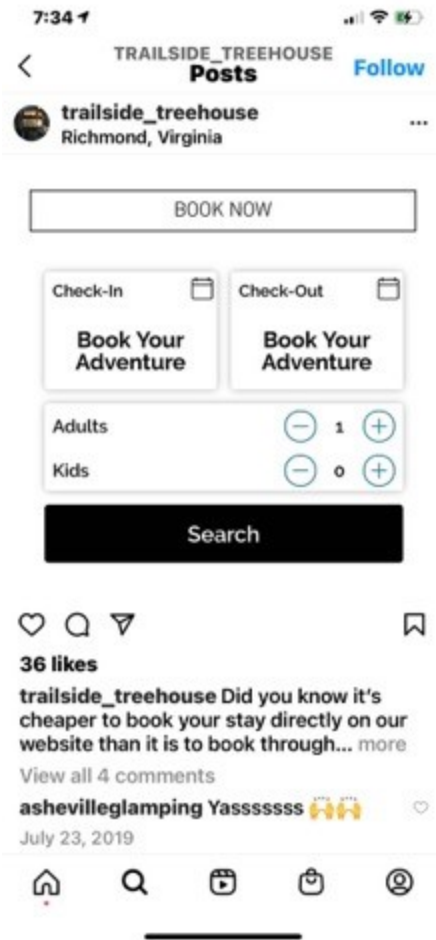 7:34
TRAILSIDE_TREEHOUSE
Posts
Follow
trailside_treehouse
Richmond, Virginia
BOOK NOW
Check-In
Check-Out
Book Your
Adventure
Book Your
Adventure
Adults 1
Kids 0
Search
36 likes
trailside_treehouse Did you know it's
cheaper to book your stay directly on our
website than it is to book through... more
View all 4 comments
ashevilleglamping Yasssssss 🙌🙌
July 23, 2019